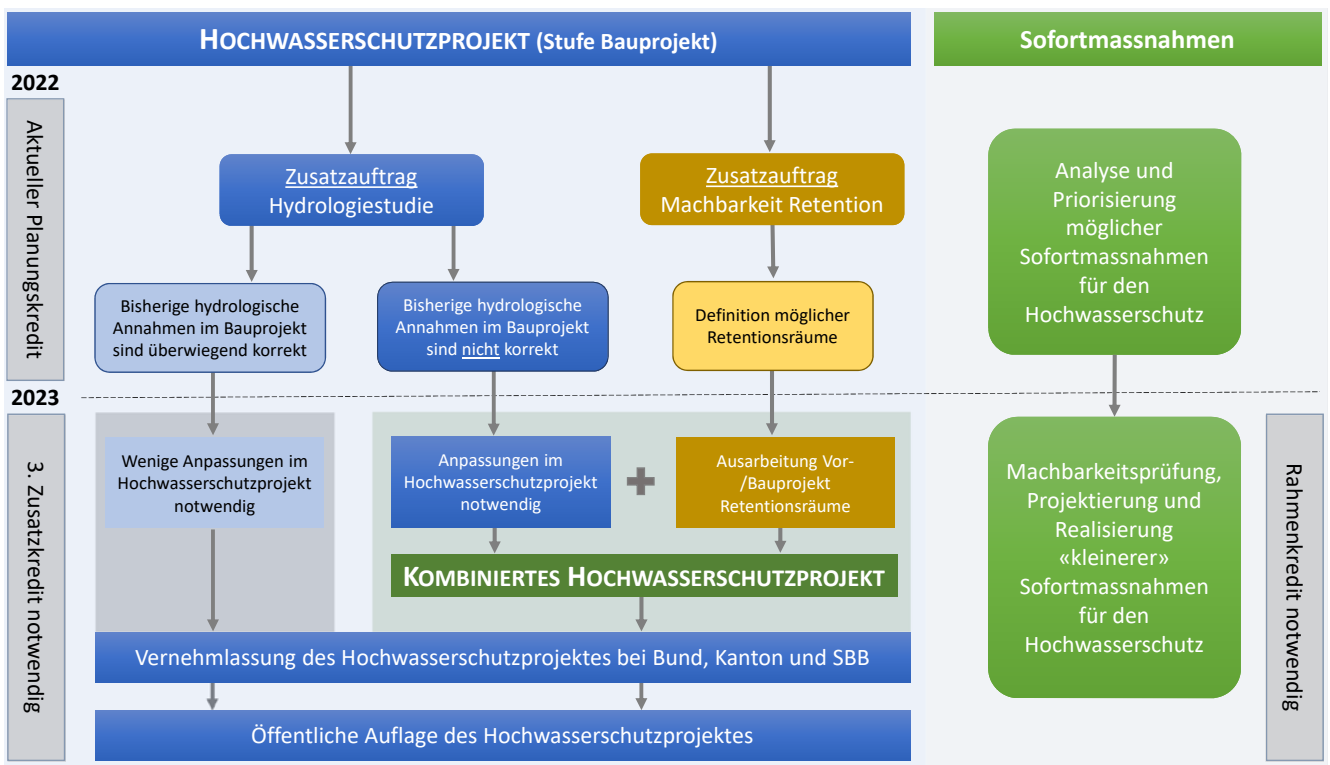 HOCHWASSERSCHUTZPROJEKT (Stufe Bauprojekt)
Sofortmassnahmen
2022
Aktueller Planungskredit
Zusatzauftrag
Hydrologiestudie
Zusatzauftrag
Machbarkeit Retention
Analyse und
Priorisierung
möglicher
Sofortmassnahmen
für den
Hochwasserschutz
Bisherige hydrologische
Annahmen im Bauprojekt
sind überwiegend korrekt
Bisherige hydrologische
Annahmen im Bauprojekt
sind nicht korrekt
Definition möglicher
Retentionsräume
2023
3. Zusatzkredit notwendig
Wenige Anpassungen im
Hochwasserschutzprojekt
notwendig
Anpassungen im
Hochwasserschutzprojekt
notwendig
+
Ausarbeitung Vor-
/Bauprojekt
Retentionsräume
KOMBINIERTES HOCHWASSERSCHUTZPROJEKT
Vernehmlassung des Hochwasserschutzprojektes bei Bund, Kanton und SBB
Öffentliche Auflage des Hochwasserschutzprojektes
Machbarkeitsprüfung,
Projektierung und
Realisierung
«kleinerer»
Sofortmassnahmen
für den
Hochwasserschutz
Rahmenkredit notwendig